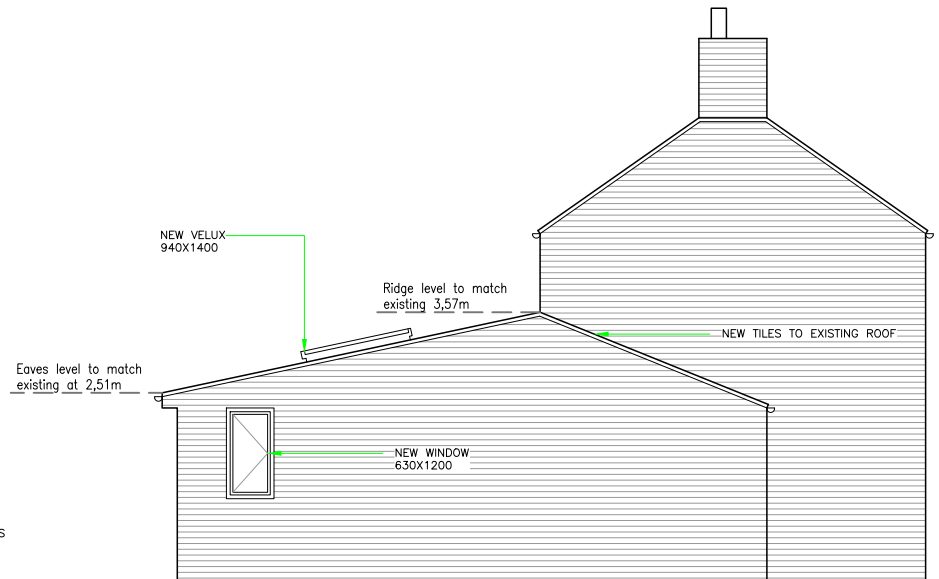 NEW VELUX
940X1400
Ridge level to match
existing 3,57m
NEW TILES TO EXISTING ROOF
Eaves level to match
existing at 2,51m
NEW WINDOW
630X1200
S